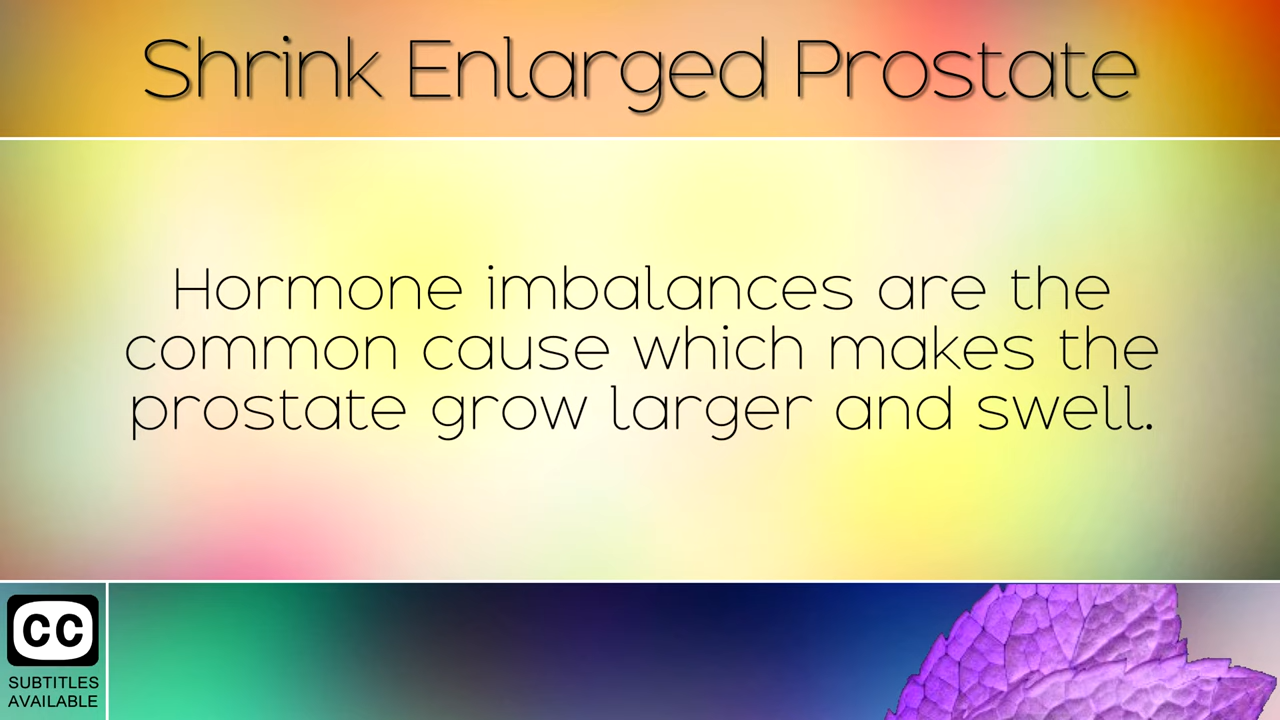 Shrink Enlarged Prostate
Hormone imbalances are the
common cause which makes the
prostate grow larger and swell.
CC
SUBTITLES
AVAILABLE